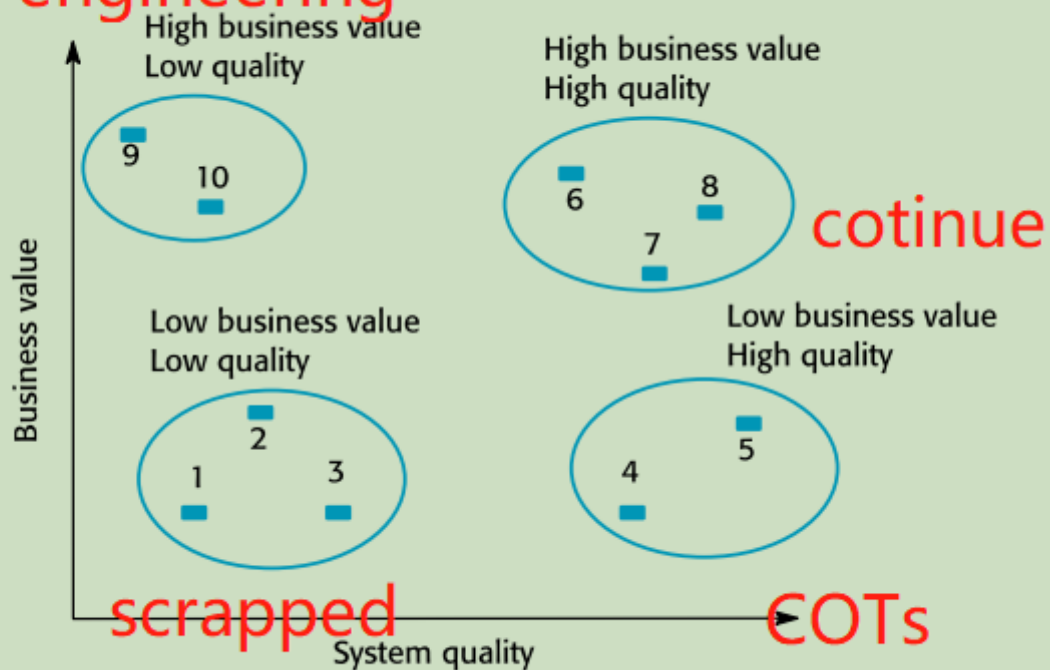 engineering
High business value
Low quality
High business value
High quality
9
10
6
8
7
cotinue
Business value
Low business value
Low quality
Low business value
High quality
2
1
3
5
4
scrapped
COTs
System quality